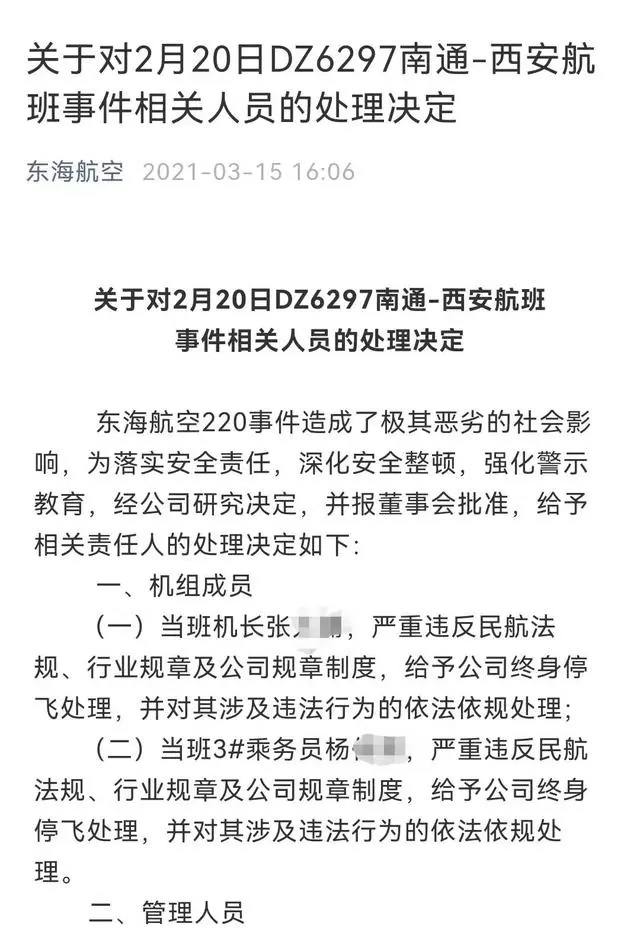 关于对2月20日DZ6297南通-西安航
班事件相关人员的处理决定
东海航空 2021-03-15 16:06
关于对2月20日DZ6297南通-西安航班
事件相关人员的处理决定
东海航空220事件造成了极其恶劣的社会影
响，为落实安全责任，深化安全整顿，强化警示
教育，经公司研究决定，并报董事会批准，给予
相关责任人的处理决定如下：
一、机组成员
（一）当班机长张，严重违反民航法
规、行业规章及公司规章制度，给予公司终身停
飞处理，并对其涉及违法行为的依法依规处理；
（二）当班3#乘务员杨，严重违反民航
法规、行业规章及公司规章制度，给予公司终身
停飞处理，并对其涉及违法行为的依法依规处
理。
二、管理人员